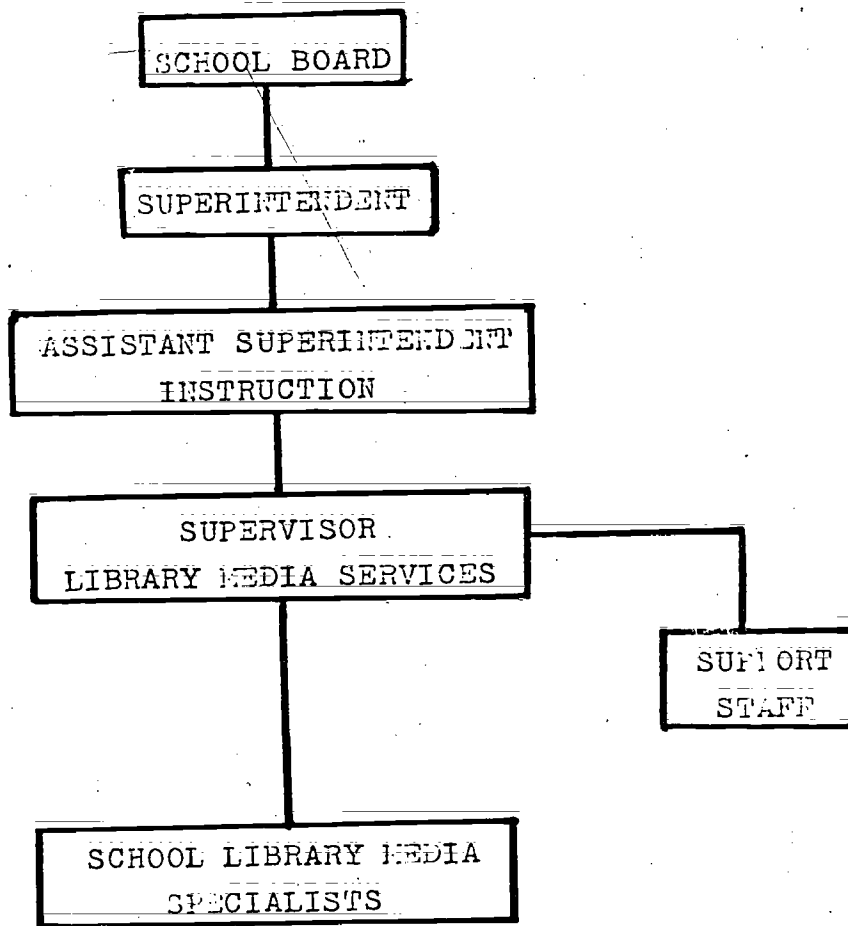 SCHOOL BOARD
SUPERINTENDENT
ASSISTANT SUPERINTENDENT
INSTRUCTION
SUPERVISOR
LIBRARY MEDIA SERVICES
SUPPORT
STAFF
SCHOOL LIBRARY MEDIA
SPECIALISTS